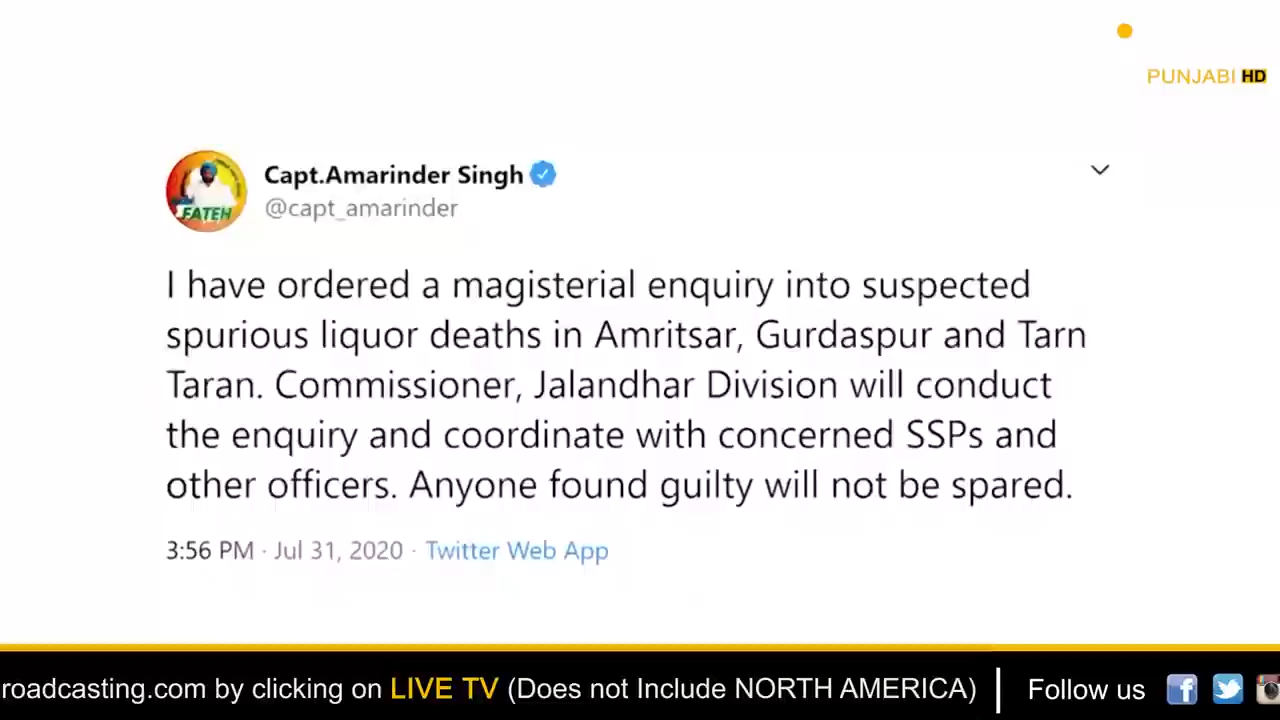 PUNJABI HD
Capt.Amarinder Singh
@capt_amarinder
FATEH
I have ordered a magisterial enquiry into suspected
spurious liquor deaths in Amritsar, Gurdaspur and Tarn
Taran. Commissioner, Jalandhar Division will conduct
the enquiry and coordinate with concerned SSPs and
other officers. Anyone found guilty will not be spared.
3:56 PM · Jul 31, 2020 · Twitter Web App
roadcasting.com by clicking on LIVE TV (Does not Include NORTH AMERICA) | Follow us